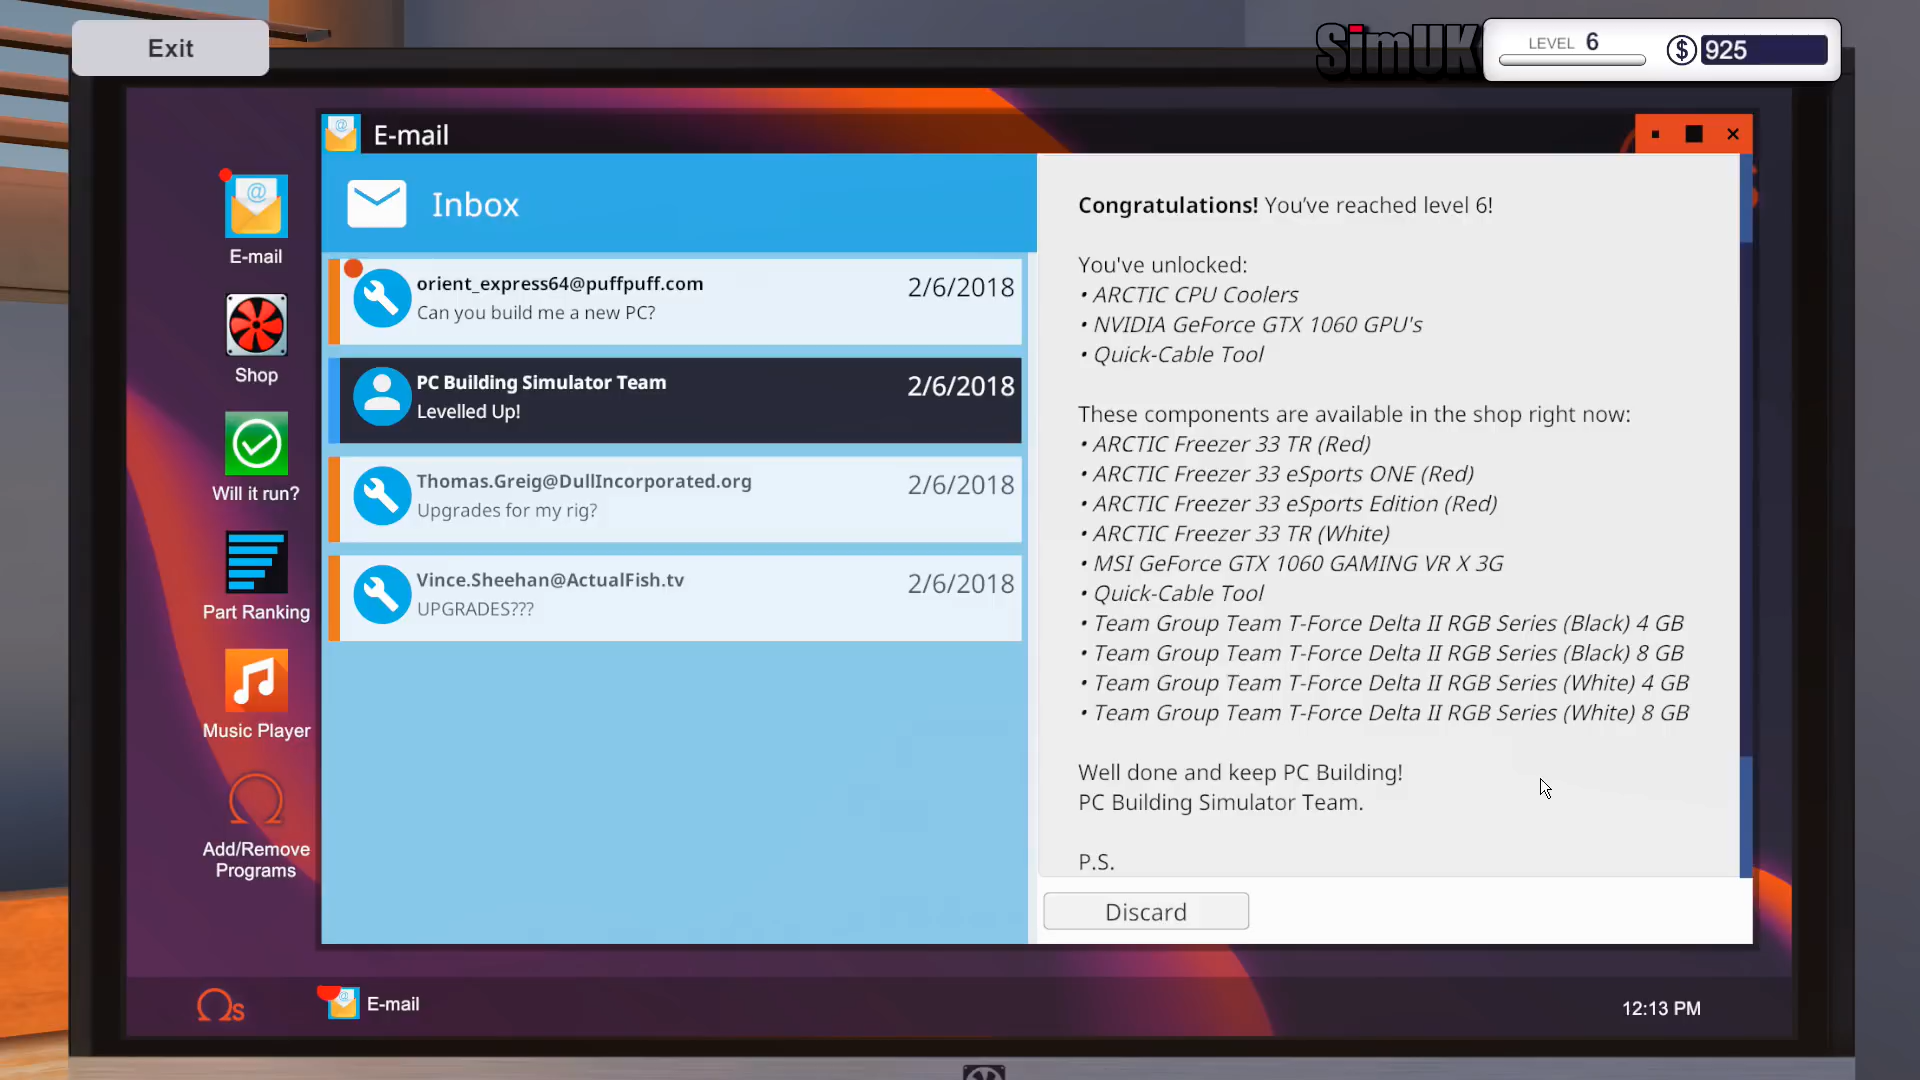 Exit
SimUK
LEVEL 6
$ 925
E-mail
E-mail
Shop
Will it run?
Part Ranking
Music Player
Add/Remove
Programs
Inbox
orient_express64@puffpuff.com
2/6/2018
Can you build me a new PC?
PC Building Simulator Team
2/6/2018
Levelled Up!
Thomas.Greig@DullIncorporated.org
2/6/2018
Upgrades for my rig?
Vince.Sheehan@ActualFish.tv
2/6/2018
UPGRADES???
Congratulations! You've reached level 6!
You've unlocked:
• ARCTIC CPU Coolers
• NVIDIA GeForce GTX 1060 GPU's
• Quick-Cable Tool
These components are available in the shop right now:
• ARCTIC Freezer 33 TR (Red)
• ARCTIC Freezer 33 eSports ONE (Red)
• ARCTIC Freezer 33 eSports Edition (Red)
• ARCTIC Freezer 33 TR (White)
• MSI GeForce GTX 1060 GAMING VR X 3G
• Quick-Cable Tool
• Team Group Team T-Force Delta II RGB Series (Black) 4 GB
• Team Group Team T-Force Delta II RGB Series (Black) 8 GB
• Team Group Team T-Force Delta II RGB Series (White) 4 GB
• Team Group Team T-Force Delta II RGB Series (White) 8 GB
Well done and keep PC Building!
PC Building Simulator Team.
P.S.
Discard
Ωs
E-mail
12:13 PM